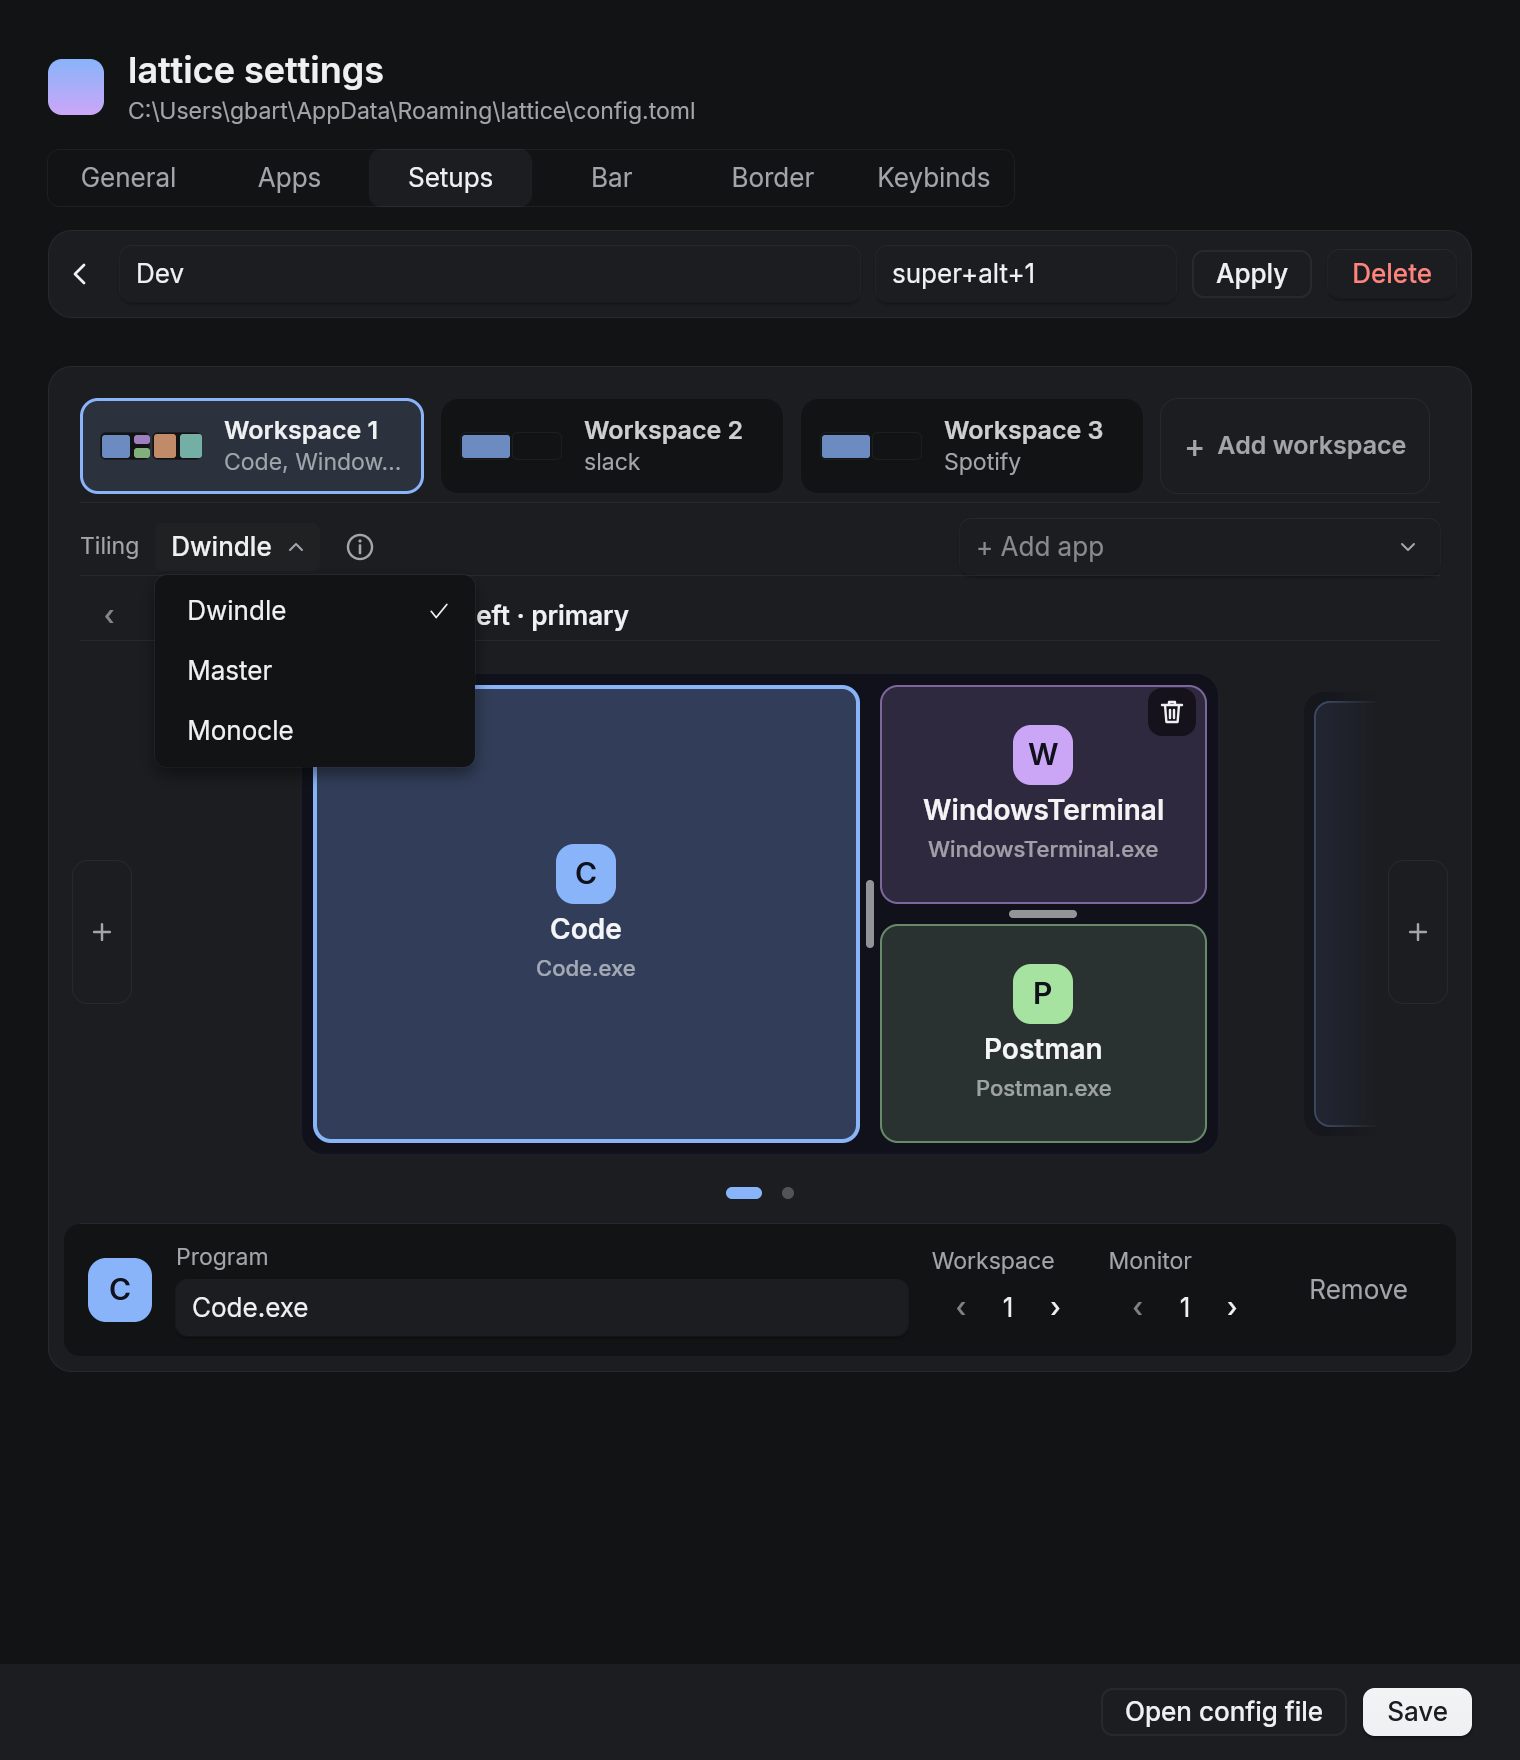 lattice settings
C:\Users\gbart\AppData\Roaming\lattice\config.toml
General Apps Setups Bar Border Keybinds
Dev super+alt+1 Apply Delete
Workspace 1
Code, Window...
Workspace 2
slack
Workspace 3
Spotify
+ Add workspace
Tiling Dwindle + Add app
Dwindle
Master
Monocle
eft · primary
W
WindowsTerminal
WindowsTerminal.exe
C
Code
Code.exe
P
Postman
Postman.exe
C
Program
Code.exe
Workspace
‹ 1 ›
Monitor
‹ 1 ›
Remove
Open config file Save